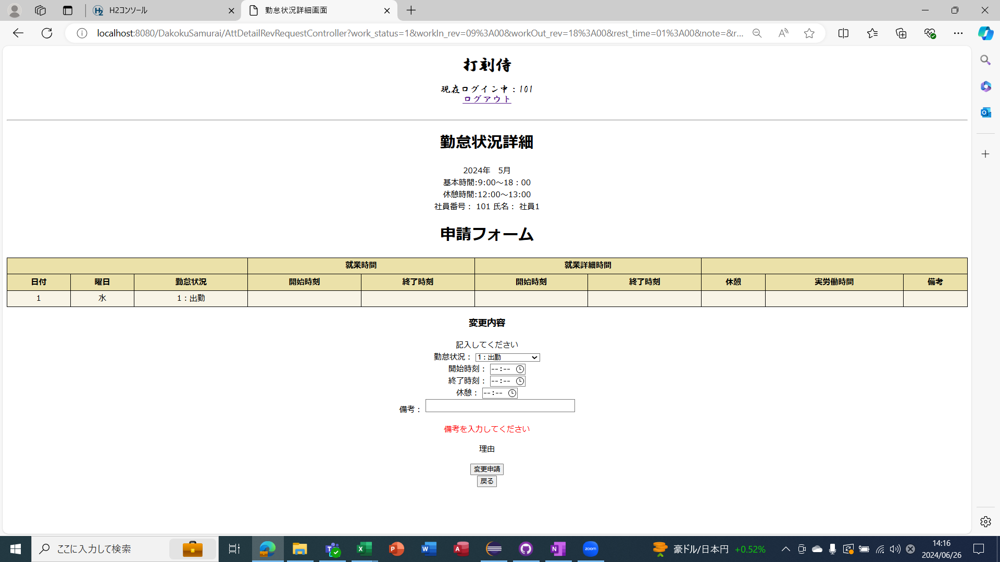 H2コンソール
勤怠状況詳細画面
localhost:8080/DakokuSamurai/AttDetailRevRequestController?work_status=1&workIn_rev=09%3A00&workOut_rev=18%3A00&rest_time=01%3A00&note=&r...
打刻侍
現在ログイン中：101
ログアウト
勤怠状況詳細
2024年　5月
基本時間:9:00～18：00
休憩時間:12:00～13:00
社員番号： 101 氏名： 社員1
申請フォーム
就業時間 就業詳細時間
日付 曜日 勤怠状況 開始時刻 終了時刻 開始時刻 終了時刻 休憩 実労働時間 備考
1 水 1：出勤
変更内容
記入してください
勤怠状況： 1：出勤
開始時刻： --:--
終了時刻： --:--
休憩： --:--
備考：
備考を入力してください
理由
変更申請
戻る
ここに入力して検索
zoom
豪ドル/日本円 +0.52%
14:16
2024/06/26